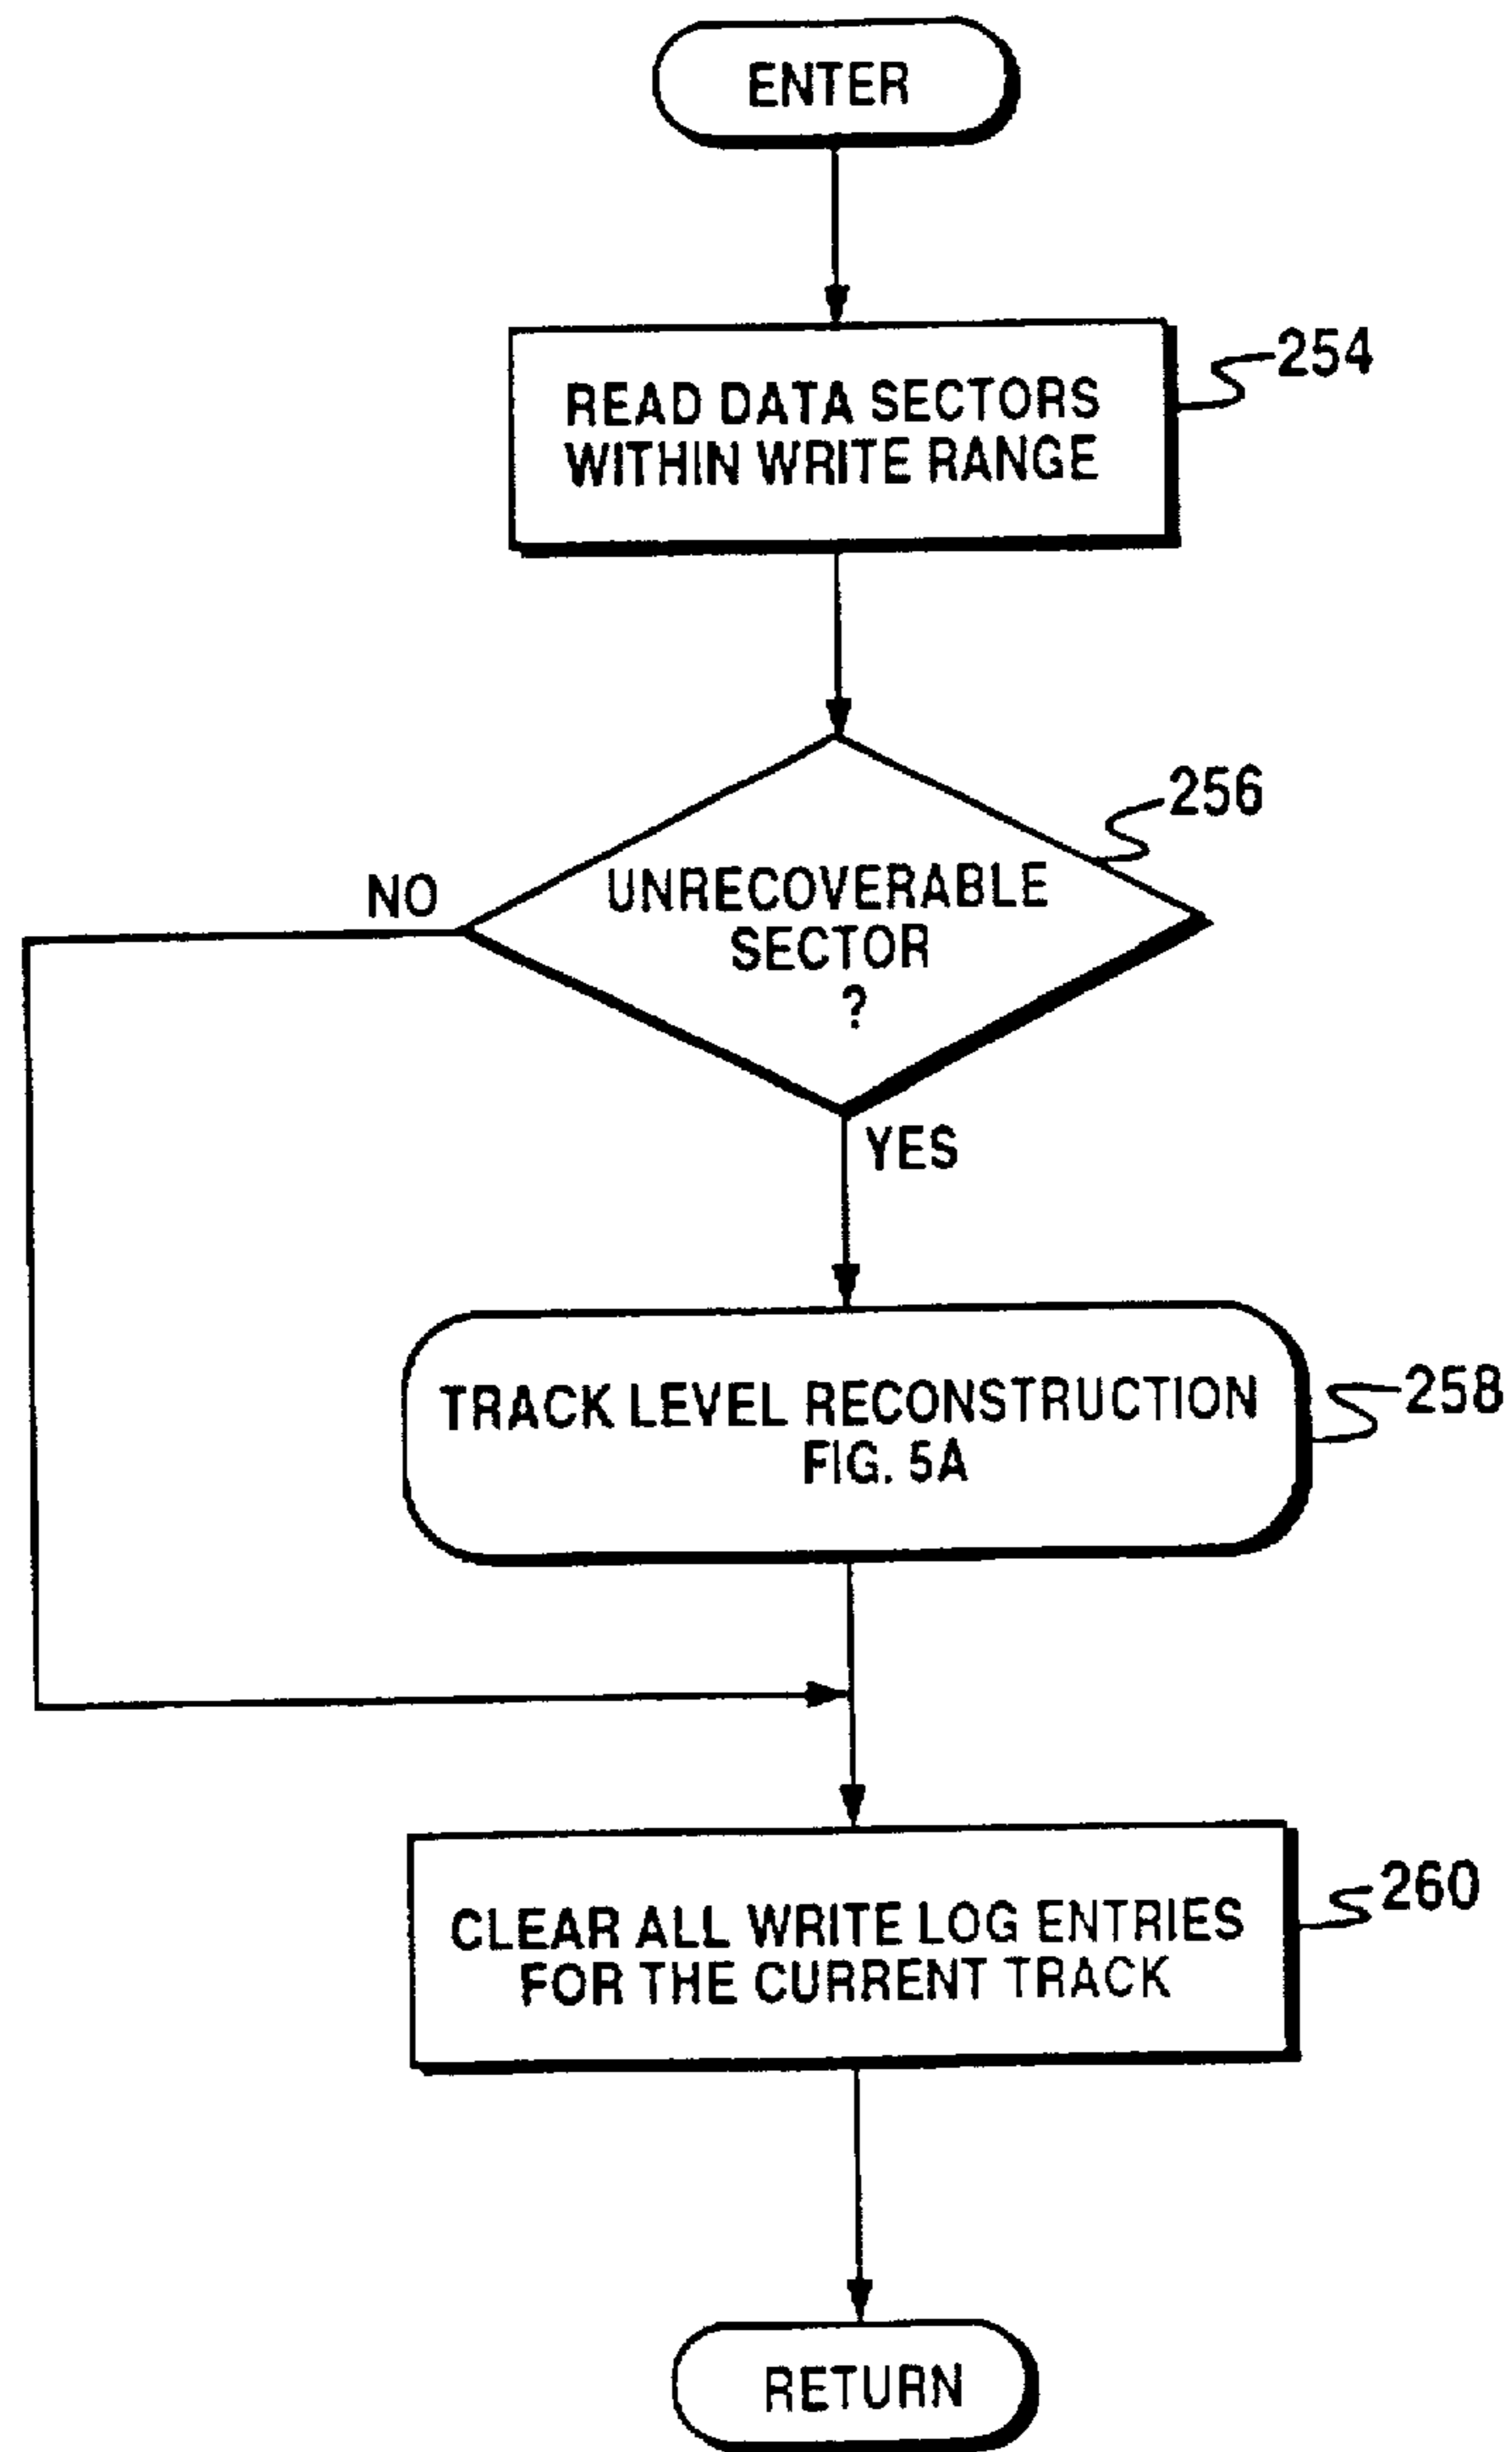 ENTER
READ DATA SECTORS
WITHIN WRITE RANGE
254
256
NO
UNRECOVERABLE
SECTOR
?
YES
TRACK LEVEL RECONSTRUCTION
FIG. 5A
258
CLEAR ALL WRITE LOG ENTRIES
FOR THE CURRENT TRACK
260
RETURN